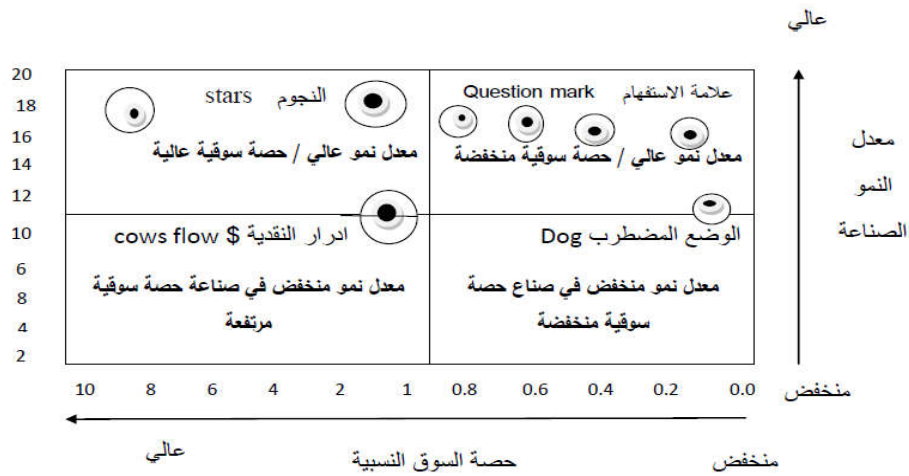 عالي
20
18
16
14
12
10
6
8
4
2
علامة الاستفهام Question mark
معدل نمو عالي / حصة سوقية منخفضة
النجوم stars
معدل نمو عالي / حصة سوقية عالية
معدل
النمو
الصناعة
الوضع المضطرب Dog
معدل نمو منخفض في صناع حصة
سوقية منخفضة
ادرار النقدية $ cows flow
معدل نمو منخفض في صناعة حصة سوقية
مرتفعة
10 8 6 4 2 1 0.8 0.6 0.4 0.2 0.0
منخفض
منخفض حصة السوق النسبية عالي